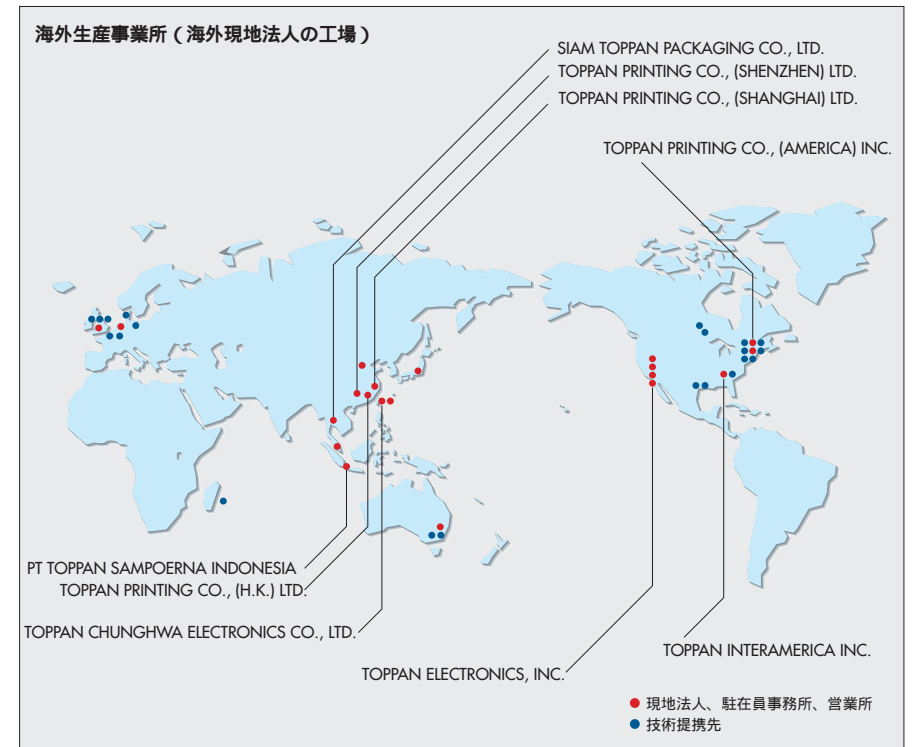 海外生産事業所（海外現地法人の工場）
SIAM TOPPAN PACKAGING CO., LTD.
TOPPAN PRINTING CO., (SHENZHEN) LTD.
TOPPAN PRINTING CO., (SHANGHAI) LTD.
TOPPAN PRINTING CO., (AMERICA) INC.
PT TOPPAN SAMPOERNA INDONESIA
TOPPAN PRINTING CO., (H.K.) LTD.
TOPPAN CHUNGHWA ELECTRONICS CO., LTD.
TOPPAN INTERAMERICA INC.
TOPPAN ELECTRONICS, INC.
現地法人、駐在員事務所、営業所
技術提携先